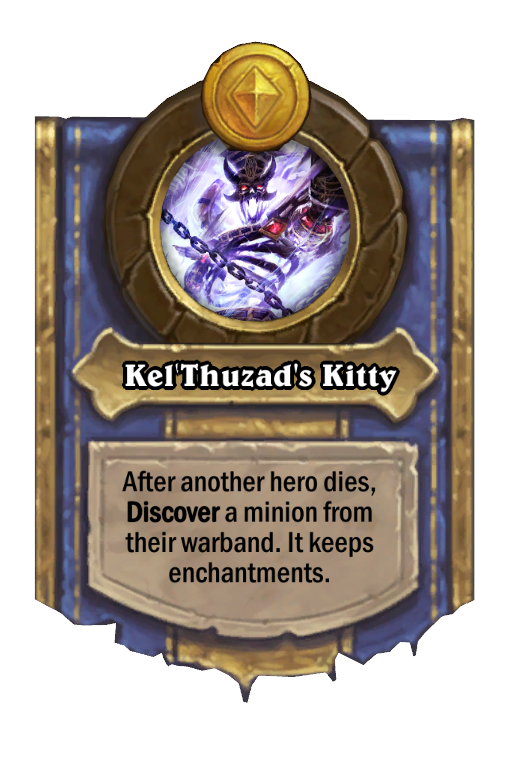 Kel'Thuzad's Kitty
After another hero dies,
Discover a minion from
their warband. It keeps
enchantments.